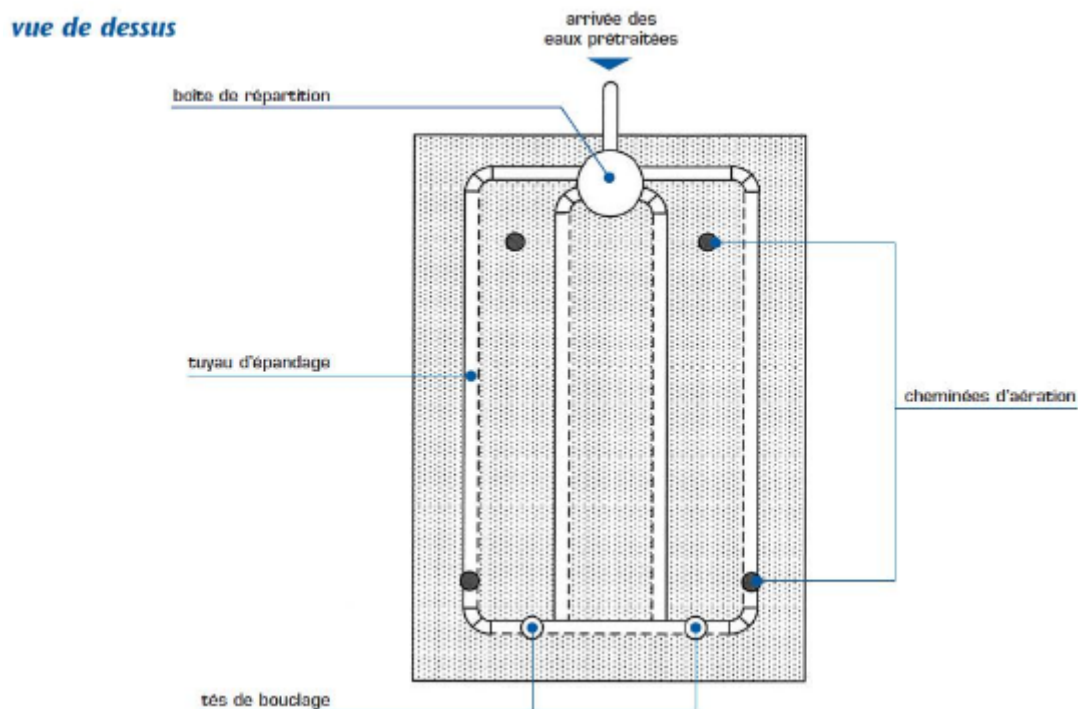 vue de dessus
arrivée des
eaux prétraitées
boîte de répartition
tuyau d'épandage
cheminées d'aération
tés de bouclage